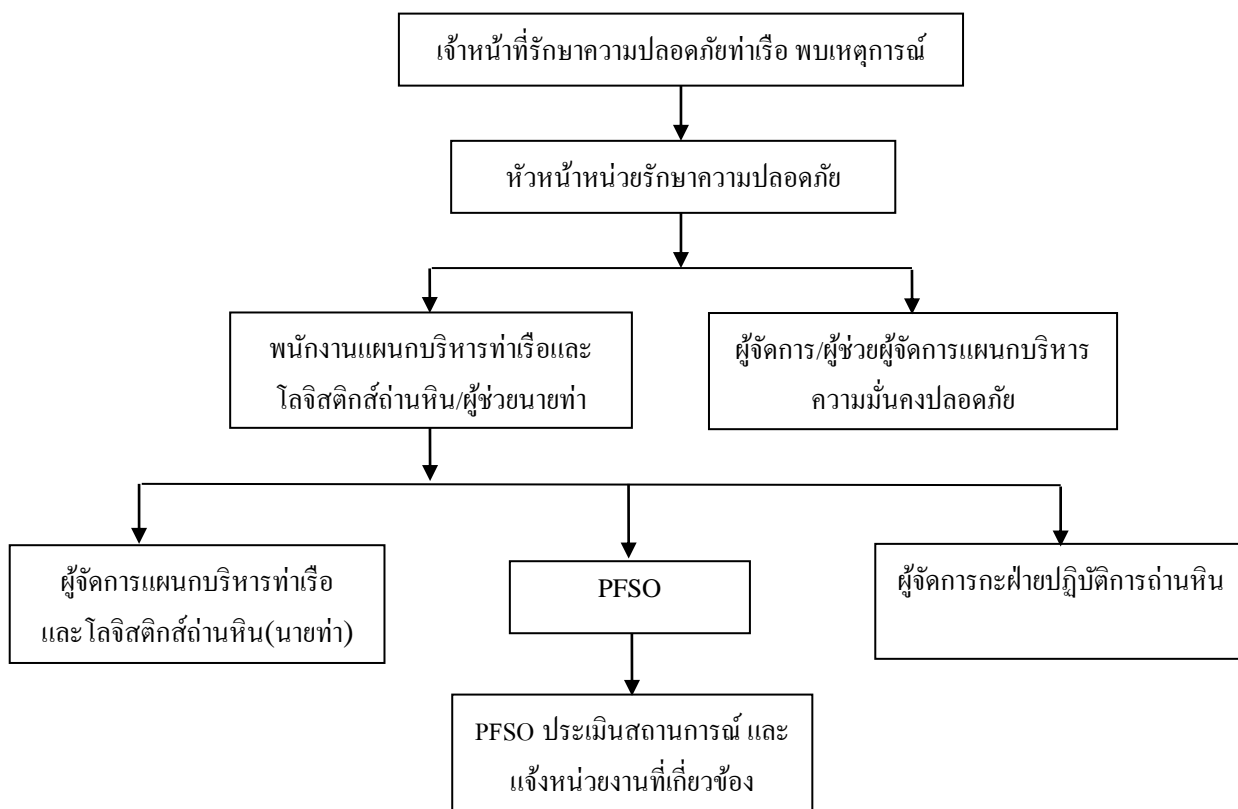 เจ้าหน้าที่รักษาความปลอดภัยท่าเรือ พบเหตุการณ์
หัวหน้าหน่วยรักษาความปลอดภัย
พนักงานแผนกบริหารท่าเรือและ
โลจิสติกส์ถ่านหิน/ผู้ช่วยนายท่า
ผู้จัดการ/ผู้ช่วยผู้จัดการแผนกบริหาร
ความมั่นคงปลอดภัย
ผู้จัดการแผนกบริหารท่าเรือ
และโลจิสติกส์ถ่านหิน(นายท่า)
PFSO
ผู้จัดการกะฝ่ายปฏิบัติการถ่านหิน
PFSO ประเมินสถานการณ์ และ
แจ้งหน่วยงานที่เกี่ยวข้อง